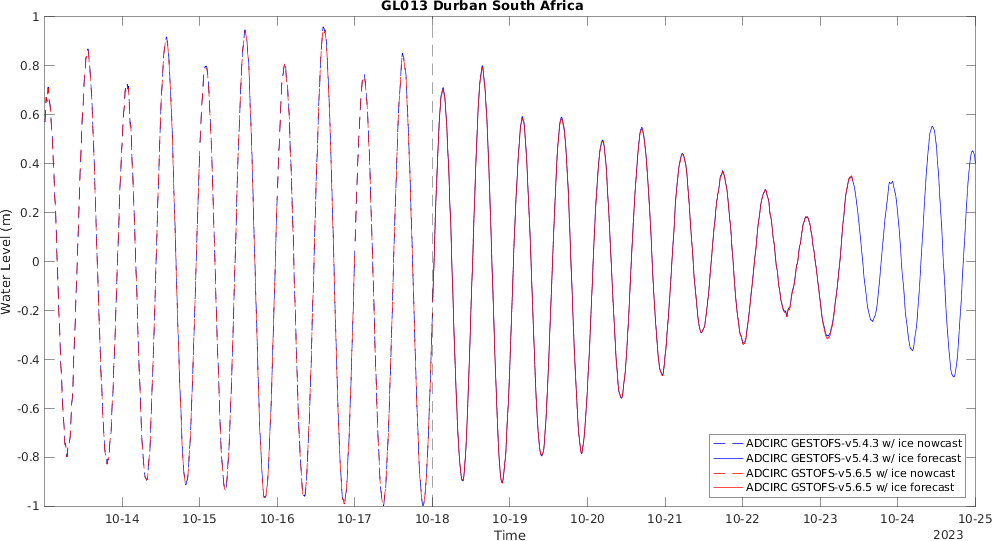 GL013 Durban South Africa
1
0.8
0.6
0.4
0.2
0
-0.2
-0.4
-0.6
-0.8
-1
Water Level (m)
ADCIRC GESTOFS-v5.4.3 w/ ice nowcast
ADCIRC GESTOFS-v5.4.3 w/ ice forecast
ADCIRC GSTOFS-v5.6.5 w/ ice nowcast
ADCIRC GSTOFS-v5.6.5 w/ ice forecast
10-14 10-15 10-16 10-17 10-18 10-19 10-20 10-21 10-22 10-23 10-24 10-25
Time
2023